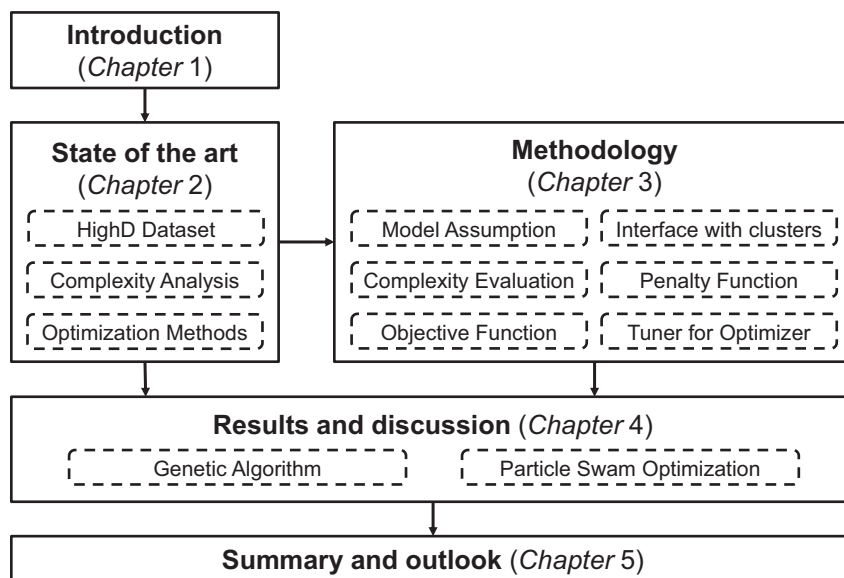 Introduction
(Chapter 1)
State of the art
(Chapter 2)
HighD Dataset
Complexity Analysis
Optimization Methods
Methodology
(Chapter 3)
Model Assumption
Interface with clusters
Complexity Evaluation
Penalty Function
Objective Function
Tuner for Optimizer
Results and discussion (Chapter 4)
Genetic Algorithm
Particle Swam Optimization
Summary and outlook (Chapter 5)